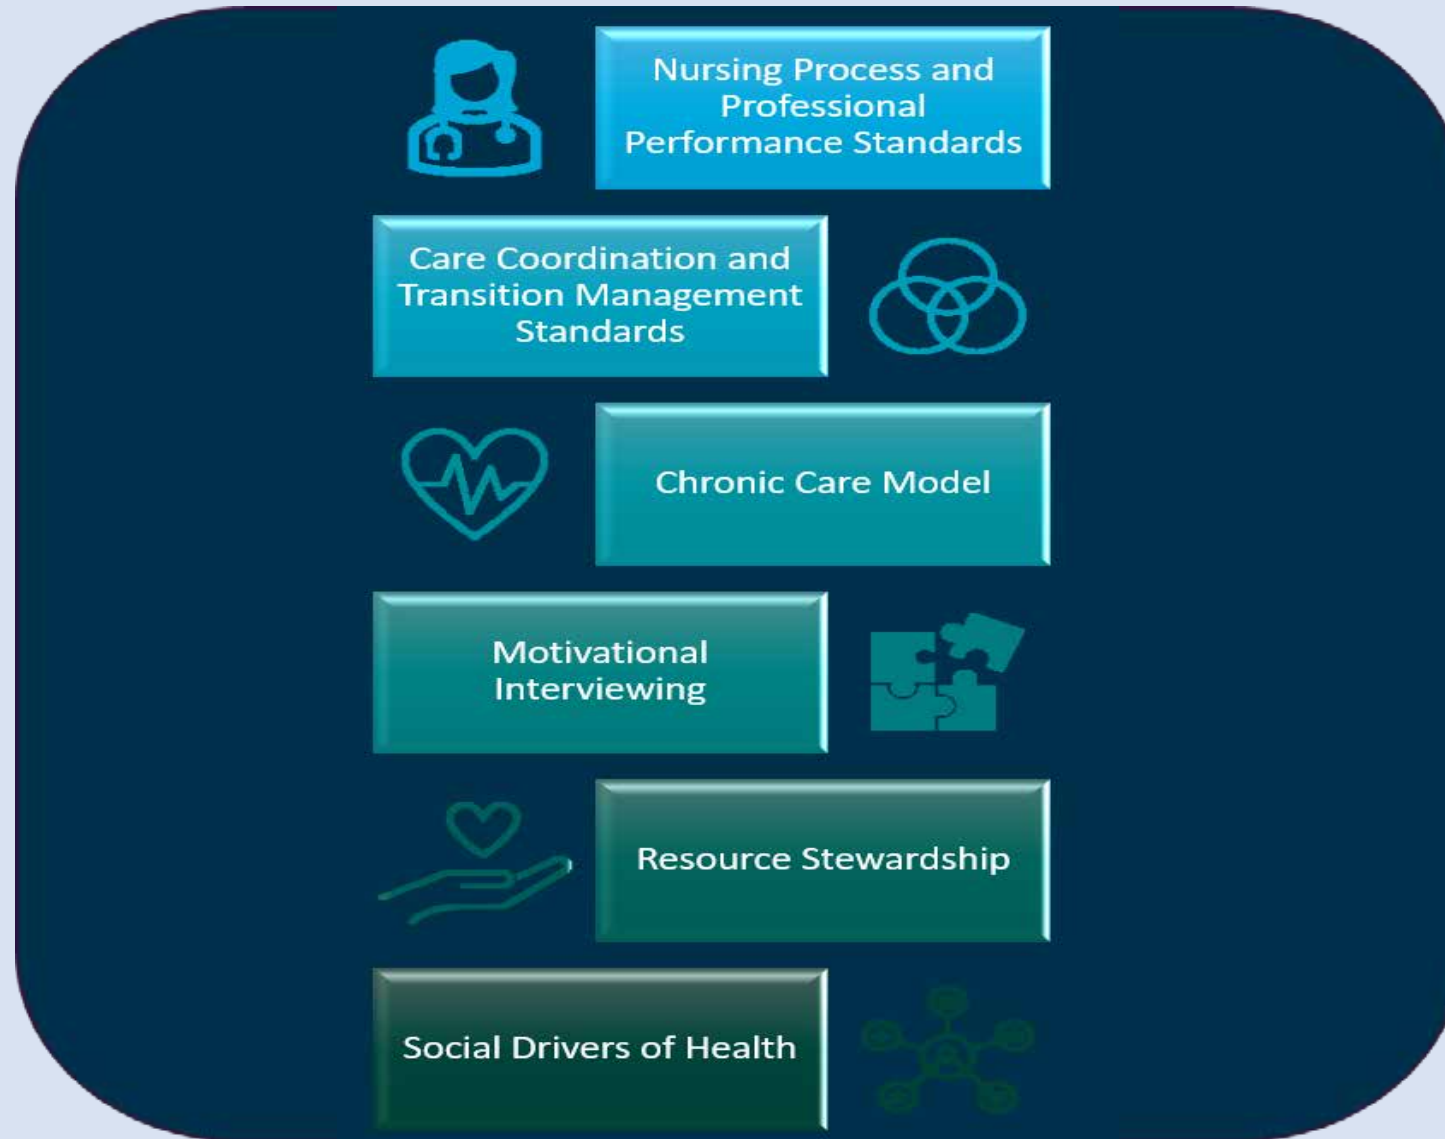 Nursing Process and
Professional
Performance Standards
Care Coordination and
Transition Management
Standards
Chronic Care Model
Motivational
Interviewing
Resource Stewardship
Social Drivers of Health